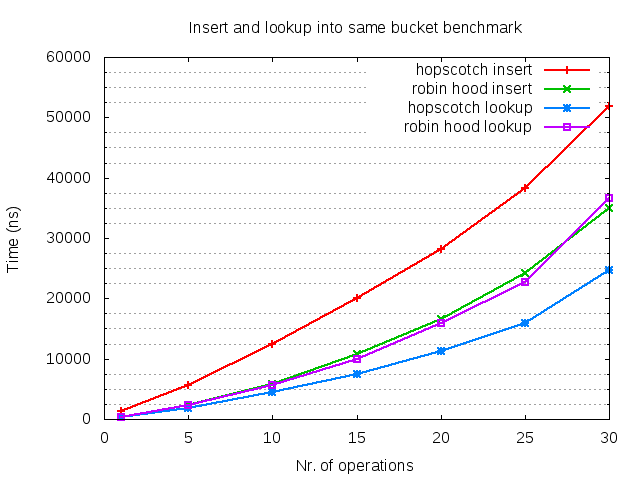 Insert and lookup into same bucket benchmark
60000
50000
40000
30000
20000
10000
0
Time (ns)
hopscotch insert
robin hood insert
hopscotch lookup
robin hood lookup
0 5 10 15 20 25 30
Nr. of operations